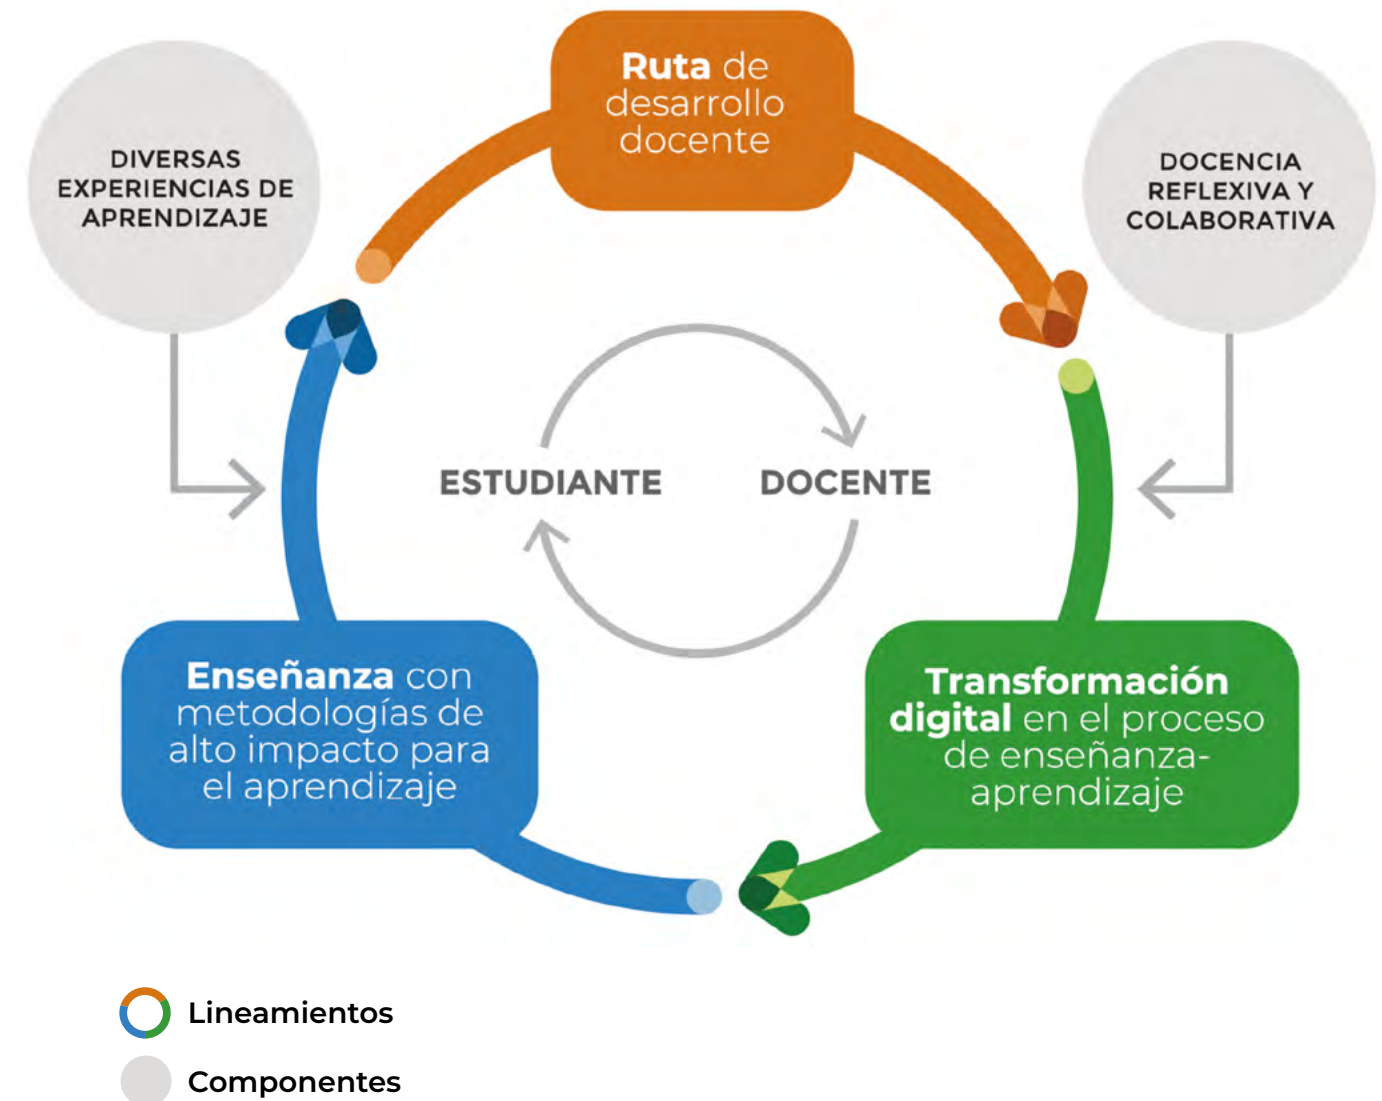 Ruta de
desarrollo
docente
DIVERSAS
EXPERIENCIAS DE
APRENDIZAJE
DOCENCIA
REFLEXIVA Y
COLABORATIVA
ESTUDIANTE
DOCENTE
Enseñanza con
metodologías de
alto impacto para
el aprendizaje
Transformación
digital en el proceso
de enseñanza-
aprendizaje
Lineamientos
Componentes